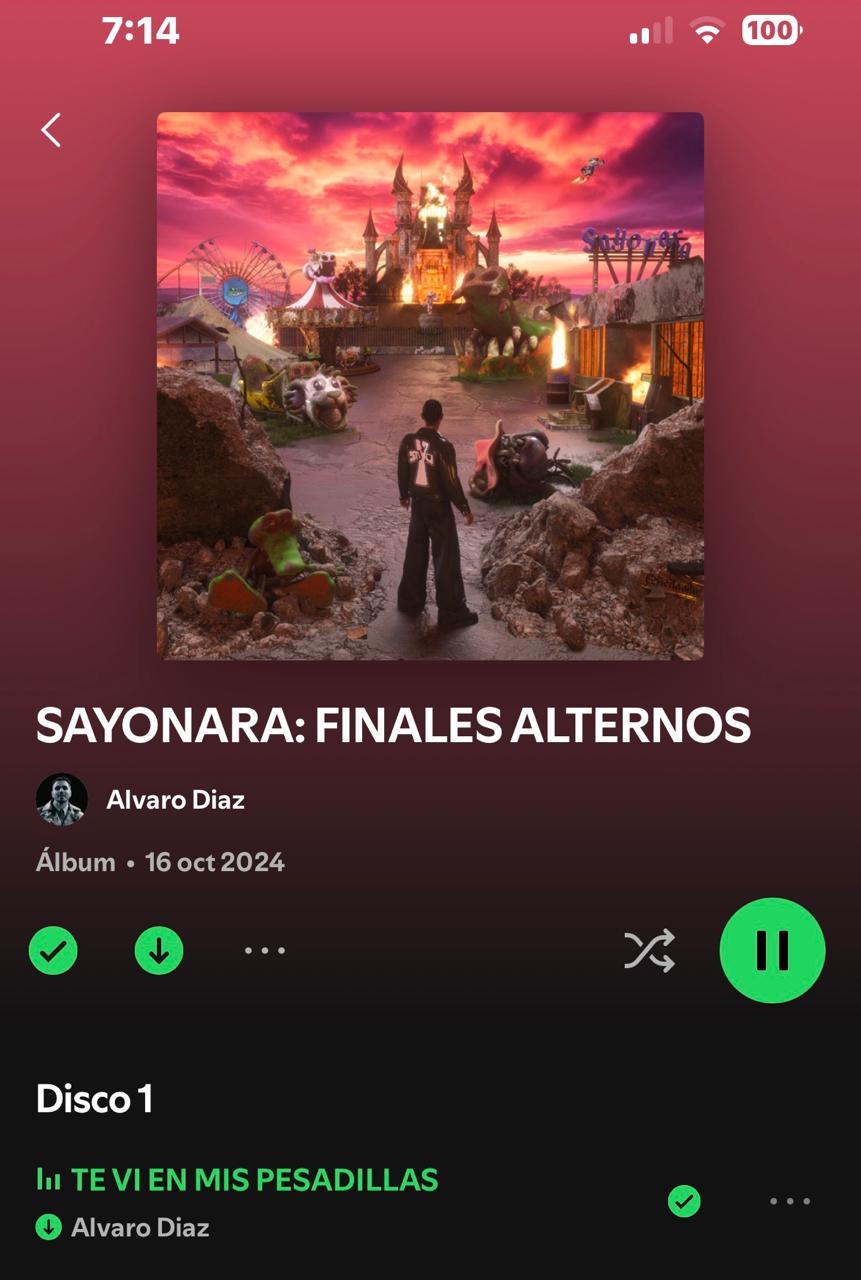 7:14
100
Sayonara
SAYONARA: FINALES ALTERNOS
Alvaro Diaz
Álbum • 16 oct 2024
Disco 1
TE VI EN MIS PESADILLAS
Alvaro Diaz